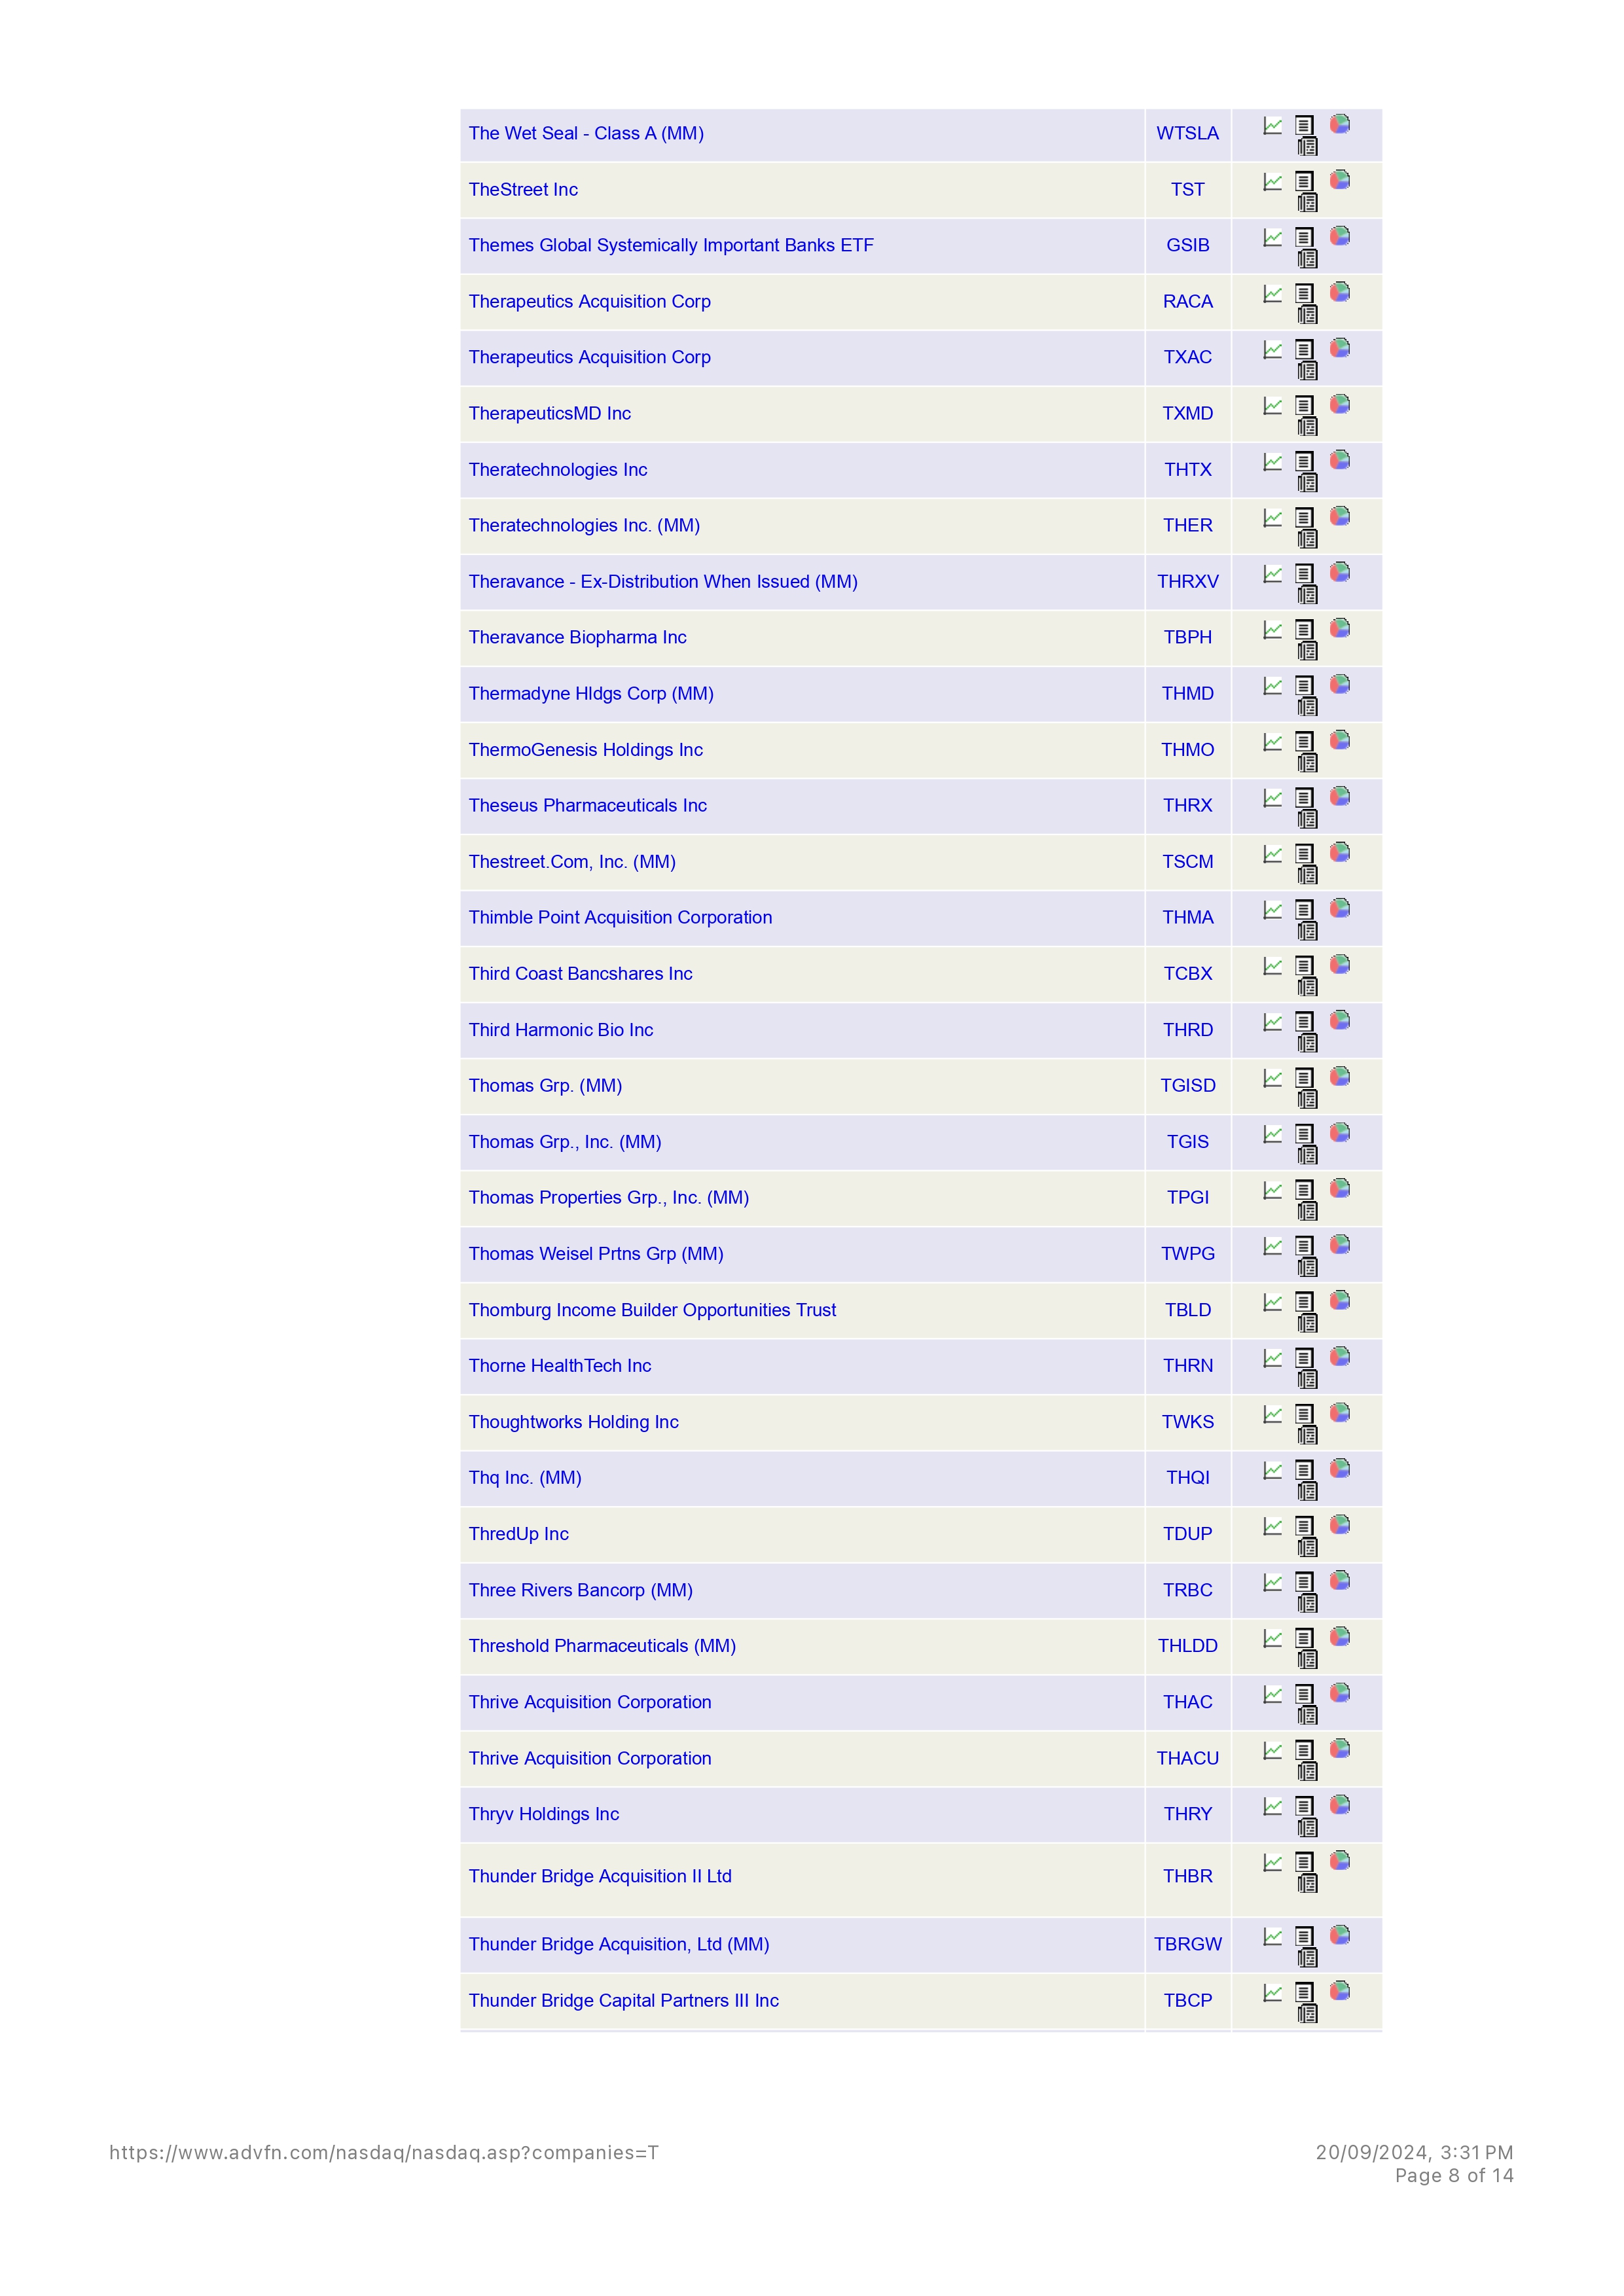 The Wet Seal - Class A (MM) WTSLA
TheStreet Inc TST
Themes Global Systemically Important Banks ETF GSIB
Therapeutics Acquisition Corp RACA
Therapeutics Acquisition Corp TXAC
TherapeuticsMD Inc TXMD
Theratechnologies Inc THTX
Theratechnologies Inc. (MM) THER
Theravance - Ex-Distribution When Issued (MM) THRXV
Theravance Biopharma Inc TBPH
Thermadyne Hldgs Corp (MM) THMD
ThermoGenesis Holdings Inc THMO
Theseus Pharmaceuticals Inc THRX
Thestreet.Com, Inc. (MM) TSCM
Thimble Point Acquisition Corporation THMA
Third Coast Bancshares Inc TCBX
Third Harmonic Bio Inc THRD
Thomas Grp. (MM) TGISD
Thomas Grp., Inc. (MM) TGIS
Thomas Properties Grp., Inc. (MM) TPGI
Thomas Weisel Prtns Grp (MM) TWPG
Thomburg Income Builder Opportunities Trust TBLD
Thorne HealthTech Inc THRN
Thoughtworks Holding Inc TWKS
Thq Inc. (MM) THQI
ThredUp Inc TDUP
Three Rivers Bancorp (MM) TRBC
Threshold Pharmaceuticals (MM) THLDD
Thrive Acquisition Corporation THAC
Thrive Acquisition Corporation THACU
Thryv Holdings Inc THRY
Thunder Bridge Acquisition II Ltd THBR
Thunder Bridge Acquisition, Ltd (MM) TBRGW
Thunder Bridge Capital Partners III Inc TBCP
https://www.advfn.com/nasdaq/nasdaq.asp?companies=T 20/09/2024, 3:31 PM
Page 8 of 14